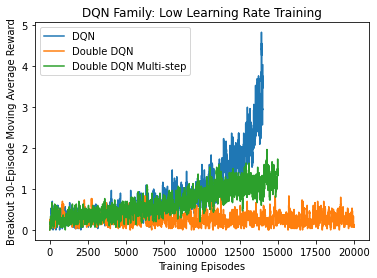 DQN Family: Low Learning Rate Training
Breakout 30-Episode Moving Average Reward
5
4
3
2
1
0
DQN
Double DQN
Double DQN Multi-step
0 2500 5000 7500 10000 12500 15000 17500 20000
Training Episodes